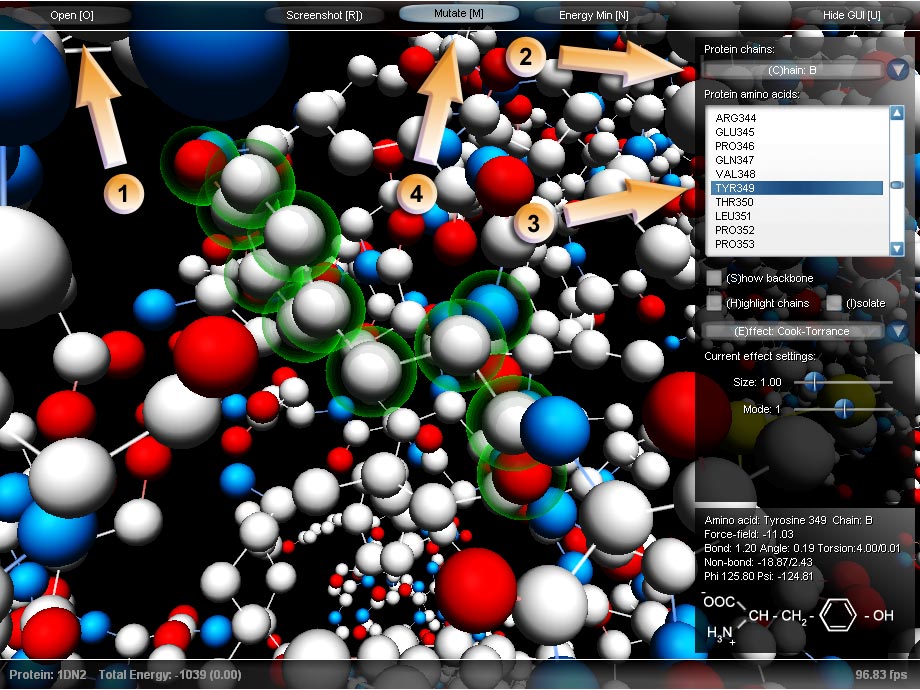 Open [O] Screenshot [R]) Mutate [M] Energy Min [N] Hide GUI [U]
1
2
3
4
Protein chains:
(C)hain: B
Protein amino acids:
ARG344
GLU345
PRO346
GLN347
VAL348
TYR349
THR350
LEU351
PRO352
PRO353
(S)how backbone
(H)ighlight chains (I)solate
(E)ffect: Cook-Torrance
Current effect settings:
Size: 1.00
Mode: 1
Amino acid: Tyrosine 349 Chain: B
Force-field: -11.03
Bond: 1.20 Angle: 0.19 Torsion:4.00/0.01
Non-bond: -18.87/2.43
Phi 125.80 Psi: -124.81
-OOC
CH - CH2 - - OH
H3N+
Protein: 1DN2 Total Energy: -1039 (0.00) 96.83 fps